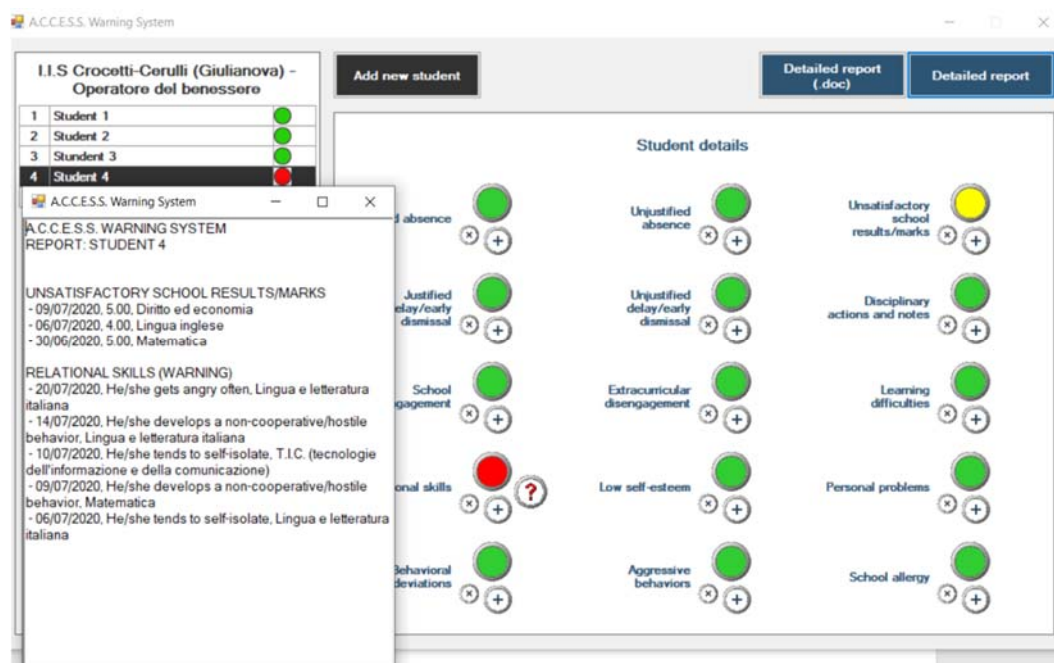 A.C.C.E.S.S. Warning System
I.I.S Crocetti-Cerulli (Giulianova) -
Operatore del benessere
Add new student
Detailed report
(.doc)
Detailed report
1 Student 1
2 Student 2
3 Stundent 3
4 Student 4
Student details
A.C.C.E.S.S. Warning System
A.C.C.E.S.S. WARNING SYSTEM
REPORT: STUDENT 4
UNSATISFACTORY SCHOOL RESULTS/MARKS
- 09/07/2020, 5.00, Diritto ed economia
- 06/07/2020, 4.00, Lingua inglese
- 30/06/2020, 5.00, Matematica
RELATIONAL SKILLS (WARNING)
- 20/07/2020, He/she gets angry often, Lingua e letteratura
italiana
- 14/07/2020, He/she develops a non-cooperative/hostile
behavior, Lingua e letteratura italiana
- 10/07/2020, He/she tends to self-isolate, T.I.C. (tecnologie
dell'informazione e della comunicazione)
- 09/07/2020, He/she develops a non-cooperative/hostile
behavior, Matematica
- 06/07/2020, He/she tends to self-isolate, Lingua e letteratura
italiana
d absence
Unjustified
absence
Unsatisfactory
school
results/marks
Justified
elay/early
dismissal
Unjustified
delay/early
dismissal
Disciplinary
actions and notes
School
gagement
Extracurricular
disengagement
Learning
difficulties
onal skills
?
Low self-esteem
Personal problems
Behavioral
deviations
Aggressive
behaviors
School allergy